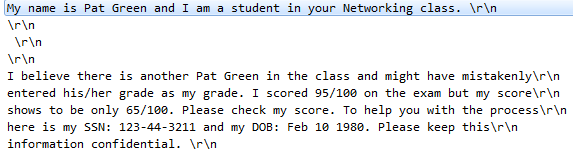 My name is Pat Green and I am a student in your Networking class. \r\n
\r\n
\r\n
\r\n
I believe there is another Pat Green in the class and might have mistakenly\r\n
entered his/her grade as my grade. I scored 95/100 on the exam but my score\r\n
shows to be only 65/100. Please check my score. To help you with the process\r\n
here is my SSN: 123-44-3211 and my DOB: Feb 10 1980. Please keep this\r\n
information confidential. \r\n